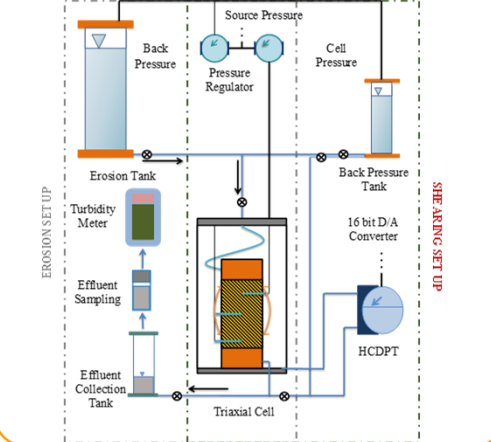 Source Pressure
Back
Pressure
Cell
Pressure
Pressure
Regulator
Erosion Tank
Back Pressure
Tank
EROSION SET UP
Turbidity
Meter
SHEARING SET UP
16 bit D/A
Converter
Effluent
Sampling
HCDPT
Effluent
Collection
Tank
Triaxial Cell